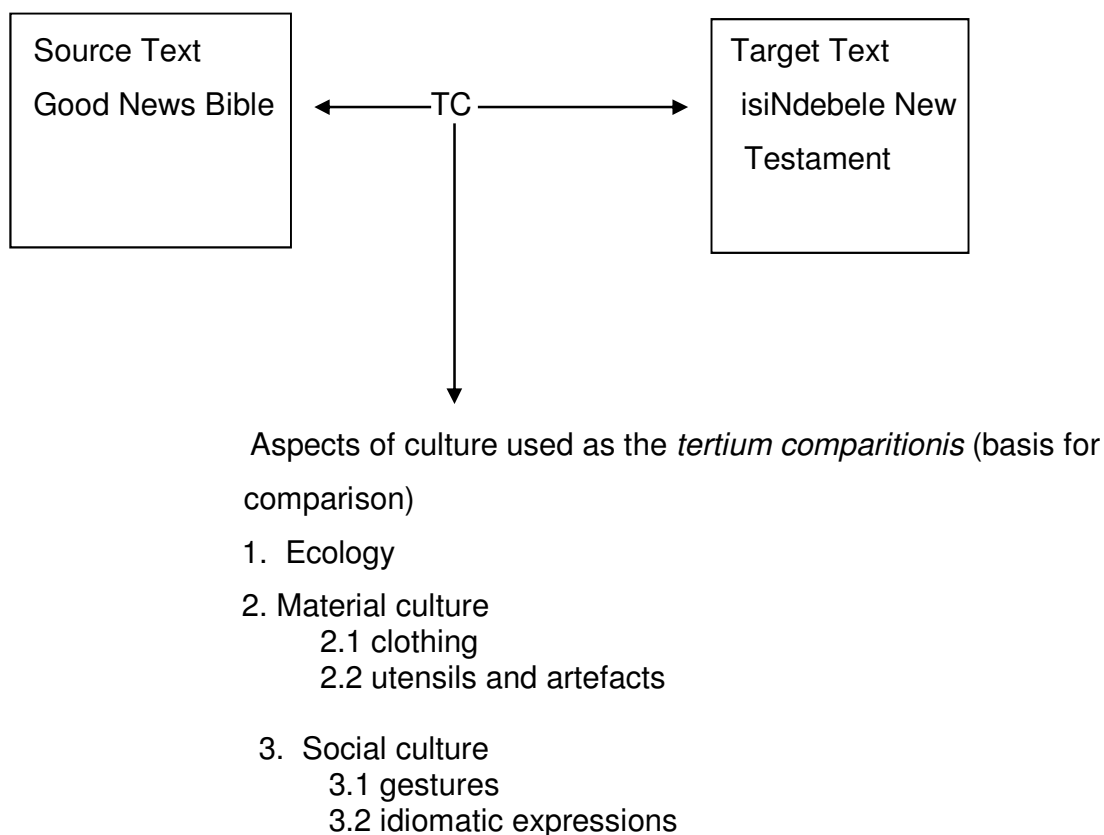 Source Text
Good News Bible
TC
Target Text
isiNdebele New
Testament
Aspects of culture used as the tertium comparitionis (basis for
comparison)
1. Ecology
2. Material culture
2.1 clothing
2.2 utensils and artefacts
3. Social culture
3.1 gestures
3.2 idiomatic expressions